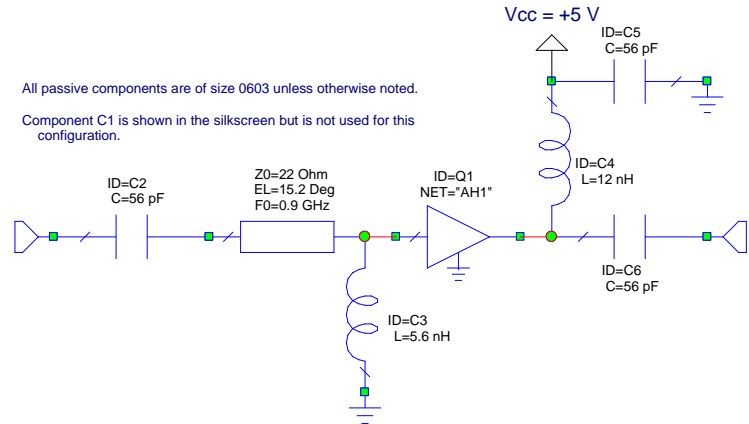 Vcc = +5 V
ID=C5
C=56 pF
All passive components are of size 0603 unless otherwise noted.
Component C1 is shown in the silkscreen but is not used for this
configuration.
ID=C4
L=12 nH
ID=C2
C=56 pF
Z0=22 Ohm
EL=15.2 Deg
F0=0.9 GHz
ID=Q1
NET="AH1"
ID=C6
C=56 pF
ID=C3
L=5.6 nH